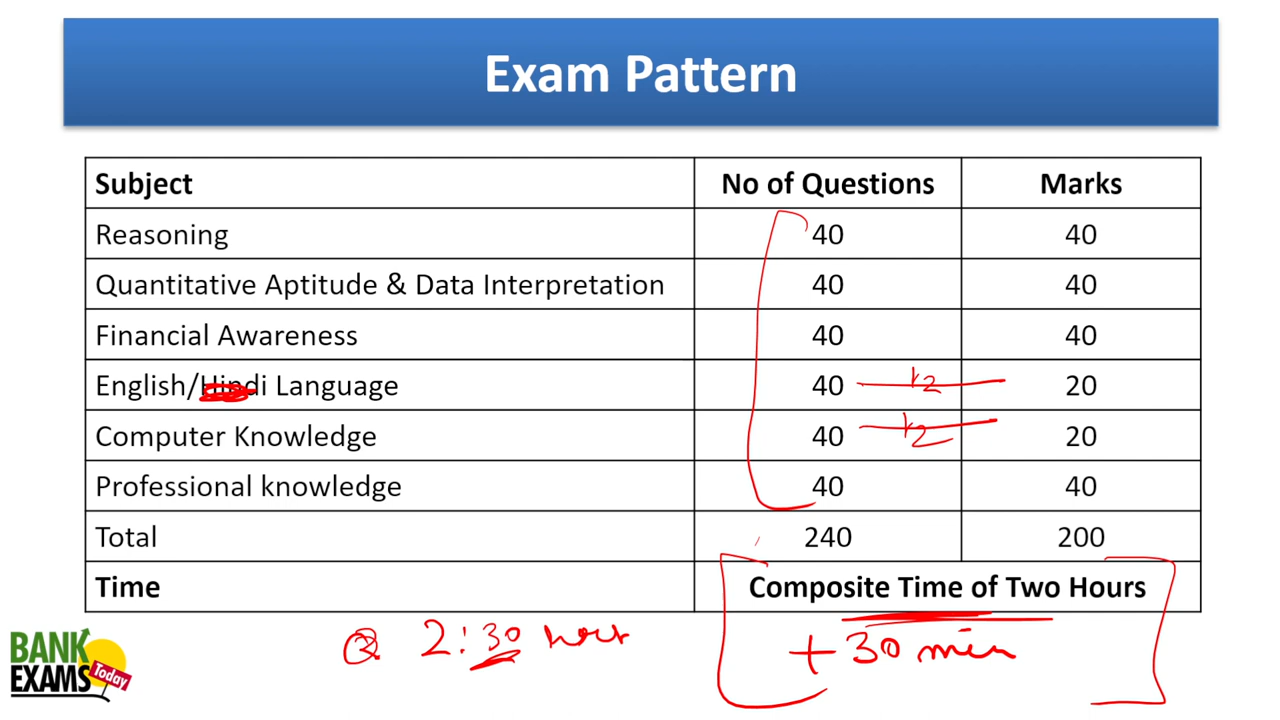 Exam Pattern
Subject No of Questions Marks
Reasoning 40 40
Quantitative Aptitude & Data Interpretation 40 40
Financial Awareness 40 40
English/Hindi Language 40 1/2 20
Computer Knowledge 40 1/2 20
Professional knowledge 40 40
Total 240 200
Time Composite Time of Two Hours
2:30 hour + 30 min
BANK
EXAMS Today